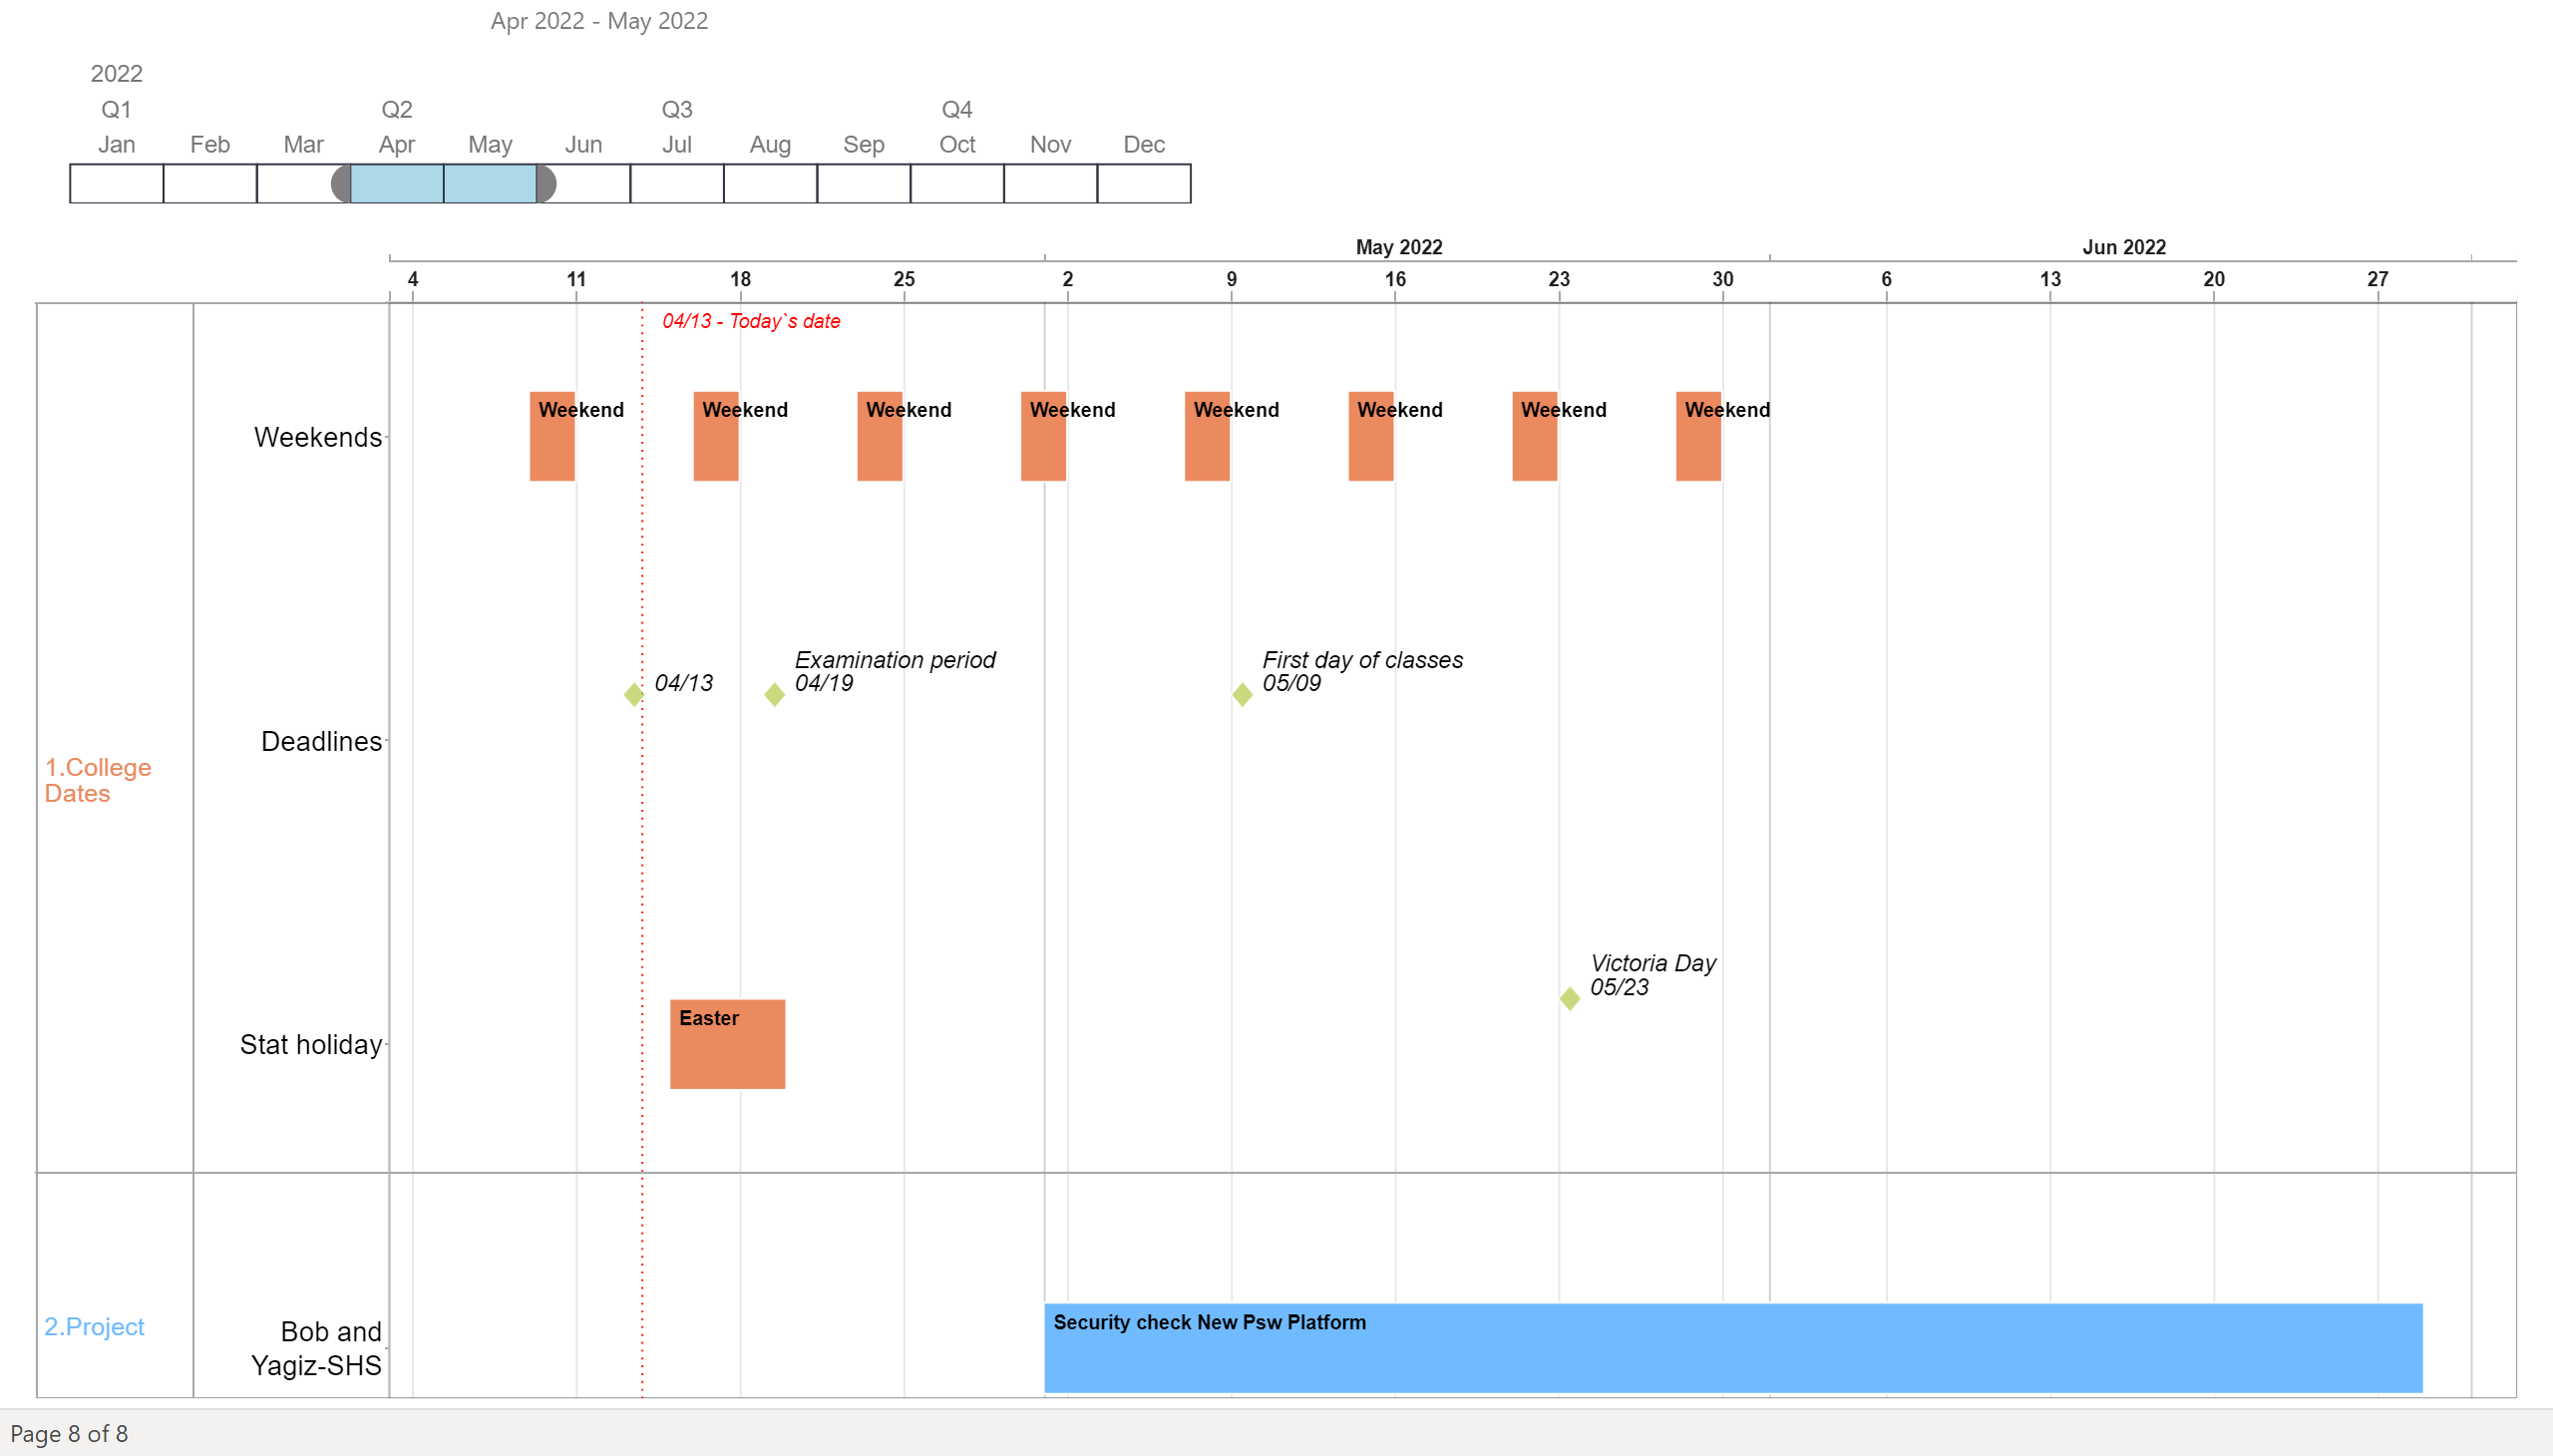 Apr 2022 - May 2022
2022
Q1 Q2 Q3 Q4
Jan Feb Mar Apr May Jun Jul Aug Sep Oct Nov Dec
May 2022 Jun 2022
4 11 18 25 2 9 16 23 30 6 13 20 27
04/13 - Today`s date
Weekends
Weekend Weekend Weekend Weekend Weekend Weekend Weekend Weekend
1.College
Dates
Deadlines
04/13
Examination period
04/19
First day of classes
05/09
Stat holiday
Easter
Victoria Day
05/23
2.Project
Bob and
Yagiz-SHS
Security check New Psw Platform
Page 8 of 8